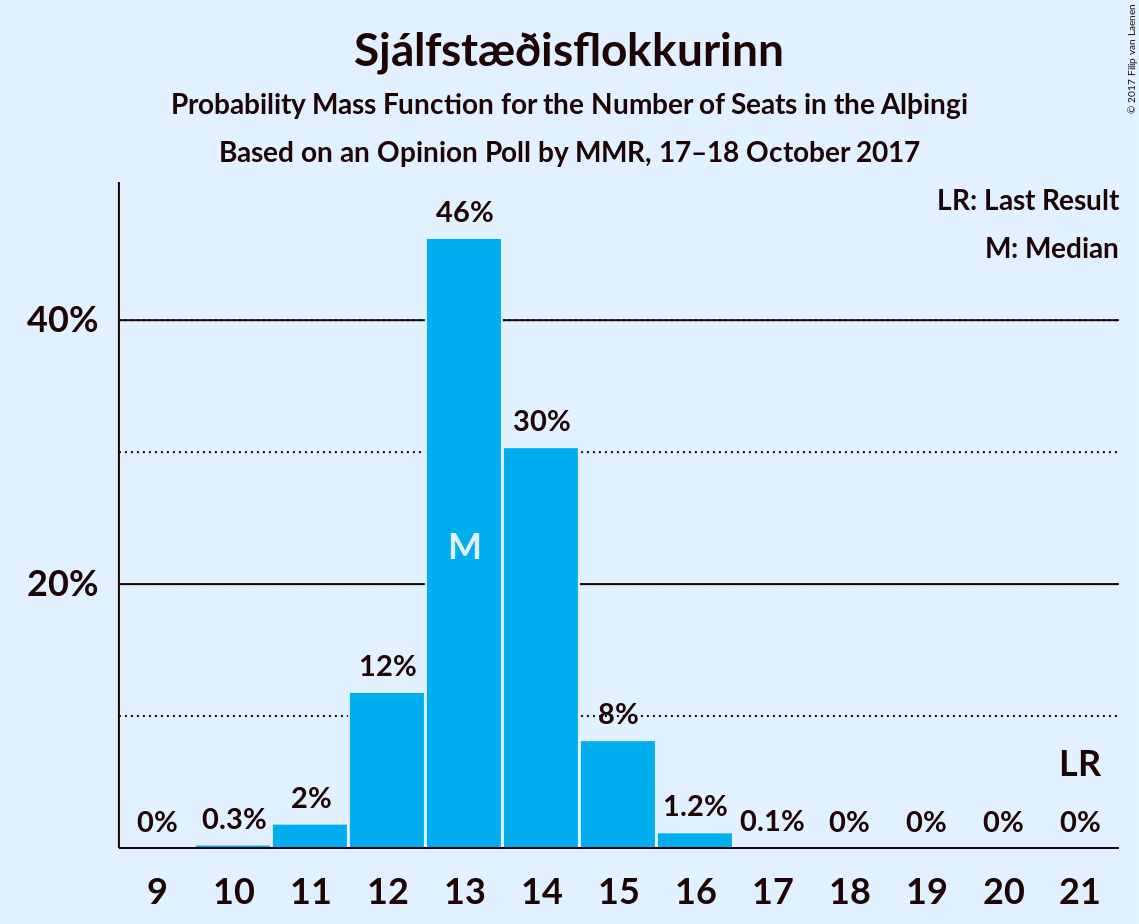 Sjálfstæðisflokkurinn
Probability Mass Function for the Number of Seats in the Alþingi
Based on an Opinion Poll by MMR, 17–18 October 2017
© 2017 Filip van Laenen
LR: Last Result
M: Median
40%
20%
0%
0.3%
2%
12%
46%
30%
8%
1.2%
0.1%
0%
0%
0%
0%
M
LR
9 10 11 12 13 14 15 16 17 18 19 20 21